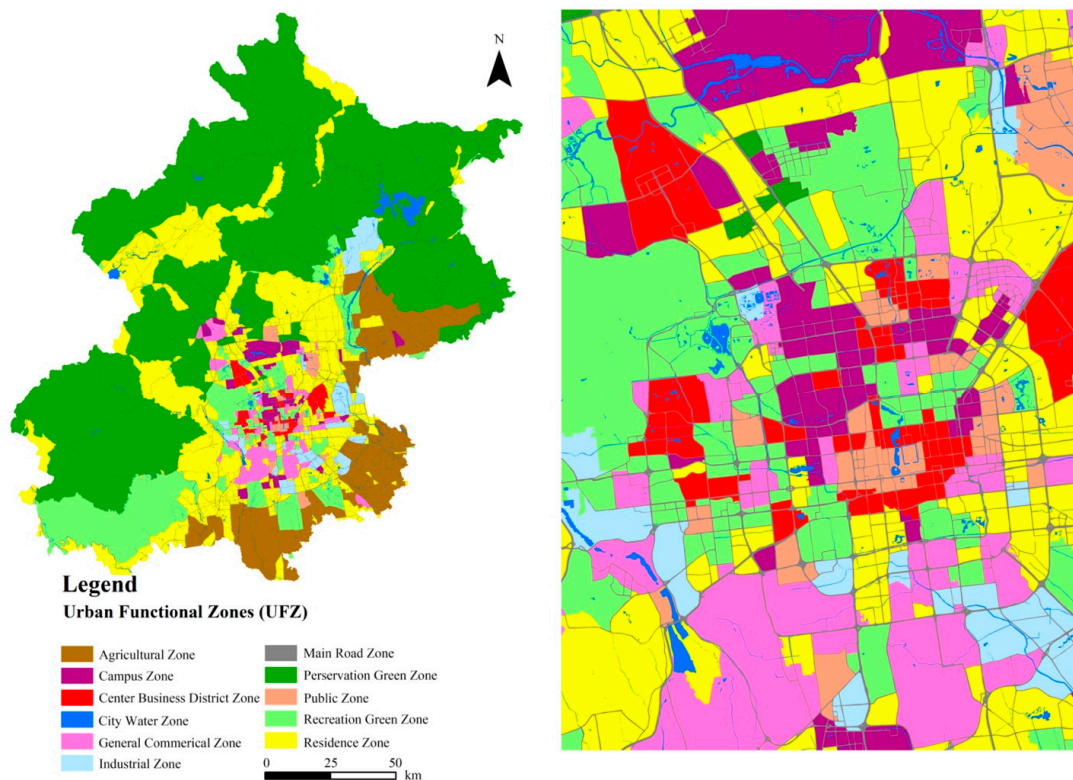 N
Legend
Urban Functional Zones (UFZ)
Agricultural Zone
Campus Zone
Center Business District Zone
City Water Zone
General Commerical Zone
Industrial Zone
Main Road Zone
Perservation Green Zone
Public Zone
Recreation Green Zone
Residence Zone
0 25 50
km